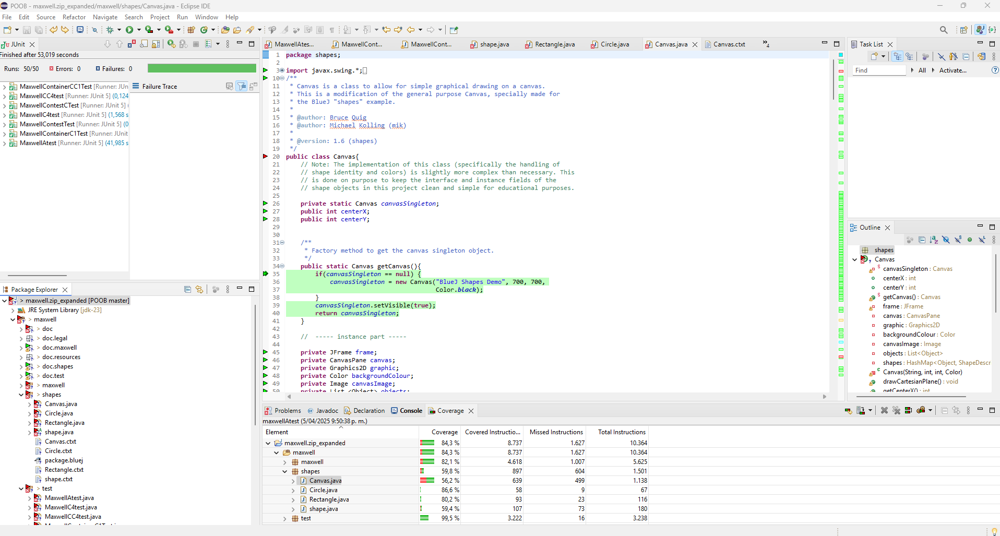 POOB - maxwell.zip_expanded/maxwell/shapes/Canvas.java - Eclipse IDE
File Edit Source Refactor Navigate Search Project Run Window Help
JUnit
Finished after 53,019 seconds
Runs: 50/50 Errors: 0 Failures: 0
MaxwellContainerCC1Test [Runner: JUn
MaxwellCC4test [Runner: JUnit 5] (0,124
MaxwellContestCTest [Runner: JUnit 5]
MaxwellC4test [Runner: JUnit 5] (1,568 s
MaxwellContestTest [Runner: JUnit 5] (0
MaxwellContainerC1Test [Runner: JUnit
MaxwellAtest [Runner: JUnit 5] (41,985 s
Failure Trace
Package Explorer
> maxwell.zip_expanded [POOB master]
JRE System Library [jdk-23]
> maxwell
> doc
> doc.legal
> doc.maxwell
> doc.resources
> doc.shapes
> doc.test
> maxwell
> shapes
Canvas.java
Circle.java
Rectangle.java
shape.java
Canvas.ctxt
Circle.ctxt
package.bluej
Rectangle.ctxt
shape.ctxt
> test
MaxwellAtest.java
MaxwellC4test.java
MaxwellCC4test.java
MaxwellAtes... MaxwellCont... MaxwellCont... shape.java Rectangle.java Circle.java Canvas.java Canvas.ctxt »4
1 package shapes;
2
3 import javax.swing.*;
10 /**
11 * Canvas is a class to allow for simple graphical drawing on a canvas.
12 * This is a modification of the general purpose Canvas, specially made for
13 * the BlueJ "shapes" example.
14 *
15 * @author: Bruce Quig
16 * @author: Michael Kolling (mik)
17 *
18 * @version: 1.6 (shapes)
19 */
20 public class Canvas{
21 // Note: The implementation of this class (specifically the handling of
22 // shape identity and colors) is slightly more complex than necessary. This
23 // is done on purpose to keep the interface and instance fields of the
24 // shape objects in this project clean and simple for educational purposes.
25
26 private static Canvas canvasSingleton;
27 public int centerX;
28 public int centerY;
29
30
31 /**
32 * Factory method to get the canvas singleton object.
33 */
34 public static Canvas getCanvas(){
35 if(canvasSingleton == null) {
36 canvasSingleton = new Canvas("BlueJ Shapes Demo", 700, 700,
37 Color.black);
38 }
39 canvasSingleton.setVisible(true);
40 return canvasSingleton;
41 }
42
43 // ----- instance part -----
44
45 private JFrame frame;
46 private CanvasPane canvas;
47 private Graphics2D graphic;
48 private Color backgroundColour;
49 private Image canvasImage;
50 private List <Object> objects;
Problems Javadoc Declaration Console Coverage
maxwellAtest (5/04/2025 9:50:38 p. m.)
Element Coverage Covered Instructio... Missed Instructions Total Instructions
maxwell.zip_expanded 84,3 % 8.737 1.627 10.364
maxwell 84,3 % 8.737 1.627 10.364
maxwell 82,1 % 4.618 1.007 5.625
shapes 59,8 % 897 604 1.501
Canvas.java 56,2 % 639 499 1.138
Circle.java 86,6 % 58 9 67
Rectangle.java 80,2 % 93 23 116
shape.java 59,4 % 107 73 180
test 99,5 % 3.222 16 3.238
Task List
Find All Activate...
Outline
shapes
Canvas
canvasSingleton : Canvas
centerX : int
centerY : int
getCanvas() : Canvas
frame : JFrame
canvas : CanvasPane
graphic : Graphics2D
backgroundColour : Color
canvasImage : Image
objects : List<Object>
shapes : HashMap<Object, ShapeDescr
Canvas(String, int, int, Color)
drawCartesianPlane() : void
getCenterX() : int